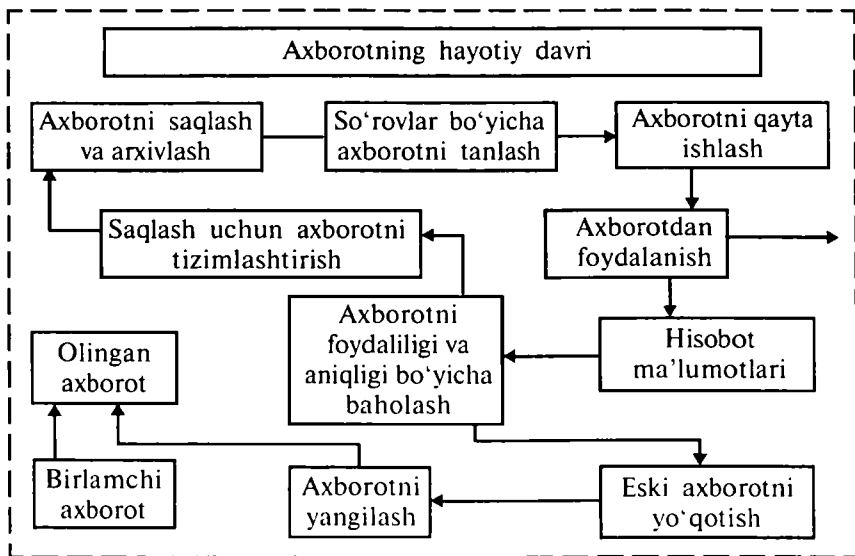 Axborotning hayotiy davri
Axborotni saqlash
va arxivlash
So‘rovlar bo‘yicha
axborotni tanlash
Axborotni qayta
ishlash
Saqlash uchun axborotni
tizimlashtirish
Axborotdan
foydalanish
Axborotni
foydaliligi va
aniqligi bo‘yicha
baholash
Hisobot
ma’lumotlari
Olingan
axborot
Birlamchi
axborot
Axborotni
yangilash
Eski axborotni
yo‘qotish